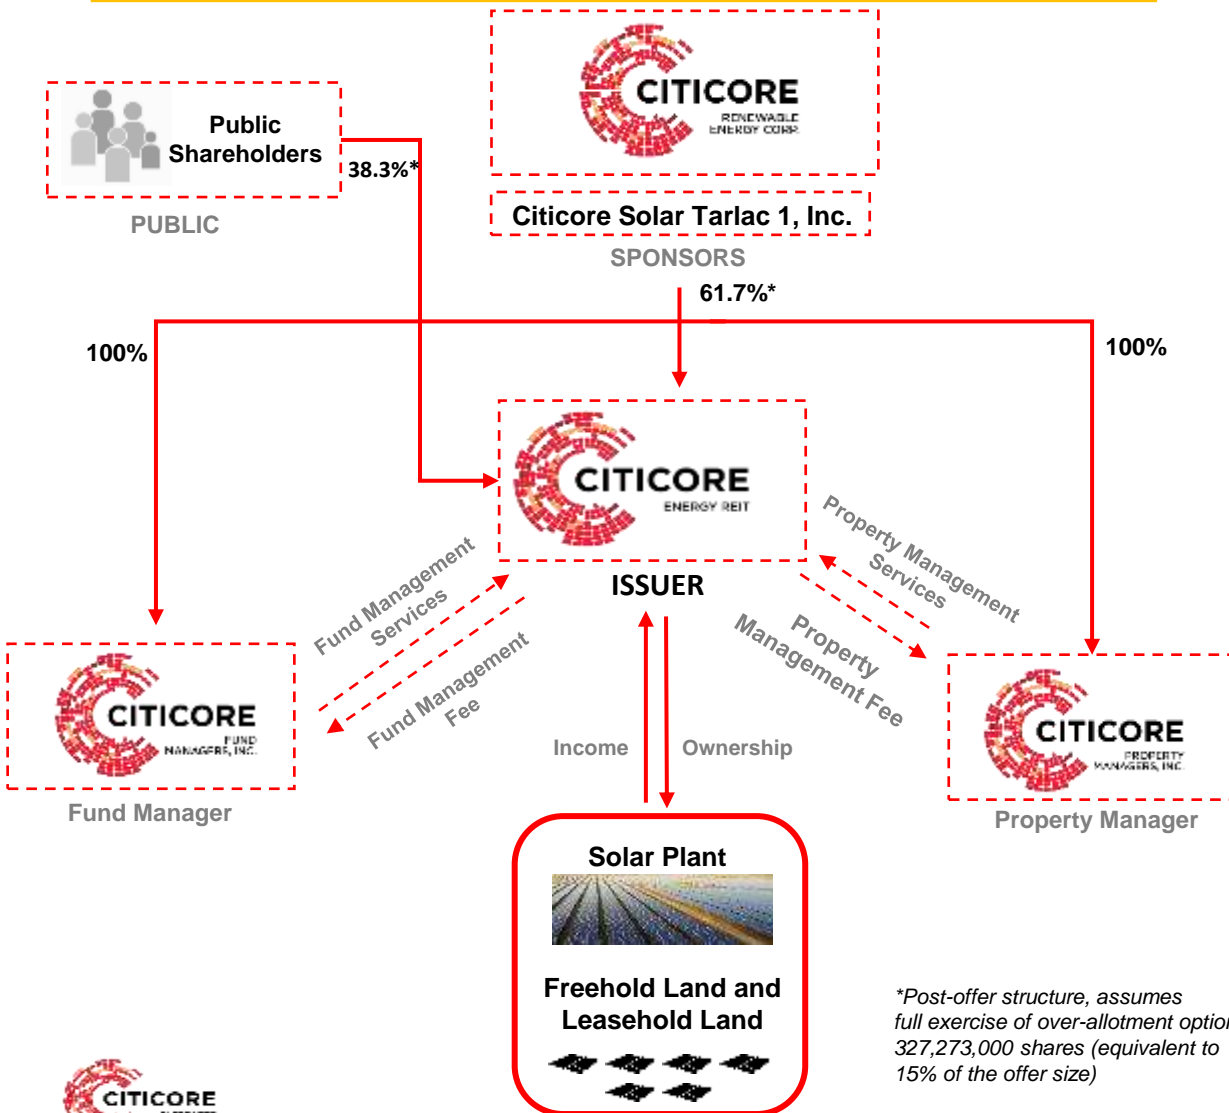 CITICORE
RENEWABLE
ENERGY CORP.
Public
Shareholders
38.3%*
PUBLIC
Citicore Solar Tarlac 1, Inc.
SPONSORS
61.7%*
100%
100%
CITICORE
ENERGY REIT
ISSUER
Fund Management
Services
Fund Management
Fee
Property Management
Services
Property
Management Fee
CITICORE
FUND
MANAGERS, INC.
Fund Manager
Income
Ownership
CITICORE
PROPERTY
MANAGERS, INC.
Property Manager
Solar Plant
Freehold Land and
Leasehold Land
*Post-offer structure, assumes
full exercise of over-allotment option
327,273,000 shares (equivalent to
15% of the offer size)
CITICORE